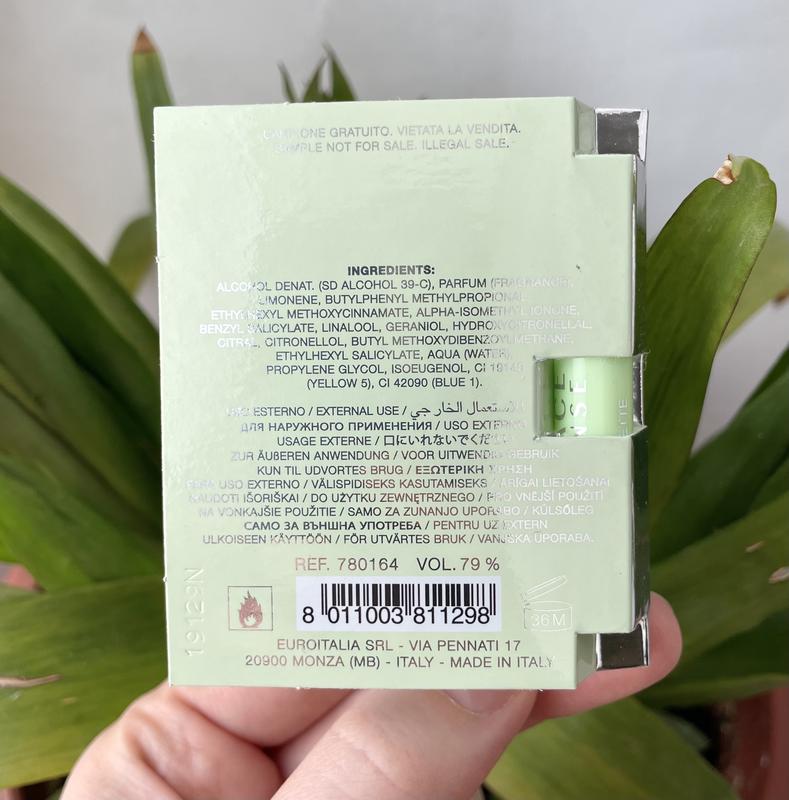 CAMPIONE GRATUITO. VIETATA LA VENDITA.
SAMPLE NOT FOR SALE. ILLEGAL SALE.
INGREDIENTS:
ALCOHOL DENAT. (SD ALCOHOL 39-C), PARFUM (FRAGRANCE),
LIMONENE, BUTYLPHENYL METHYLPROPIONAL,
ETHYLHEXYL METHOXYCINNAMATE, ALPHA-ISOMETHYL IONONE,
BENZYL SALICYLATE, LINALOOL, GERANIOL, HYDROXYCITRONELLAL,
CITRAL, CITRONELLOL, BUTYL METHOXYDIBENZOYLMETHANE,
ETHYLHEXYL SALICYLATE, AQUA (WATER),
PROPYLENE GLYCOL, ISOEUGENOL, CI 19140
(YELLOW 5), CI 42090 (BLUE 1).
USO ESTERNO / EXTERNAL USE / للاستعمال الخارجي /
ДЛЯ НАРУЖНОГО ПРИМЕНЕНИЯ / USO EXTERNO
USAGE EXTERNE / 口にいれないでください
ZUR ÄUßEREN ANWENDUNG / VOOR UITWENDIG GEBRUIK
KUN TIL UDVORTES BRUG / ΕΞΩΤΕΡΙΚΗ ΧΡΗΣΗ
PARA USO EXTERNO / VÄLISPIDISEKS KASUTAMISEKS / ĀRĪGAI LIETOŠANAI
NAUDOTI IŠORIŠKAI / DO UŻYTKU ZEWNĘTRZNEGO / PRO VNĚJŠÍ POUŽITÍ
NA VONKAJŠIE POUŽITIE / SAMO ZA ZUNANJO UPORABO / KÜLSŐLEG
САМО ЗА ВЪНШНА УПОТРЕБА / PENTRU UZ EXTERN
ULKOISEEN KÄYTTÖÖN / FÖR UTVÄRTES BRUK / VANJSKA UPORABA.
REF. 780164 VOL. 79 %
19129N
8 011003 811298
36 M
EUROITALIA SRL - VIA PENNATI 17
20900 MONZA (MB) - ITALY - MADE IN ITALY